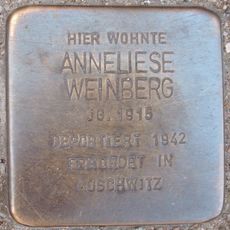 HIER WOHNTE
ANNELIESE
WEINBERG
JG. 1915
DEPORTIERT 1942
ERMORDET IN
AUSCHWITZ